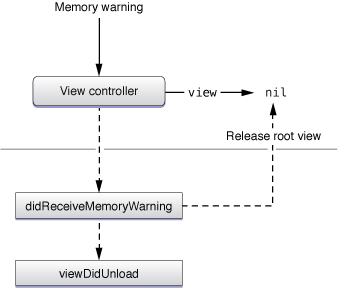 Memory warning
View controller
view
nil
Release root view
didReceiveMemoryWarning
viewDidUnload